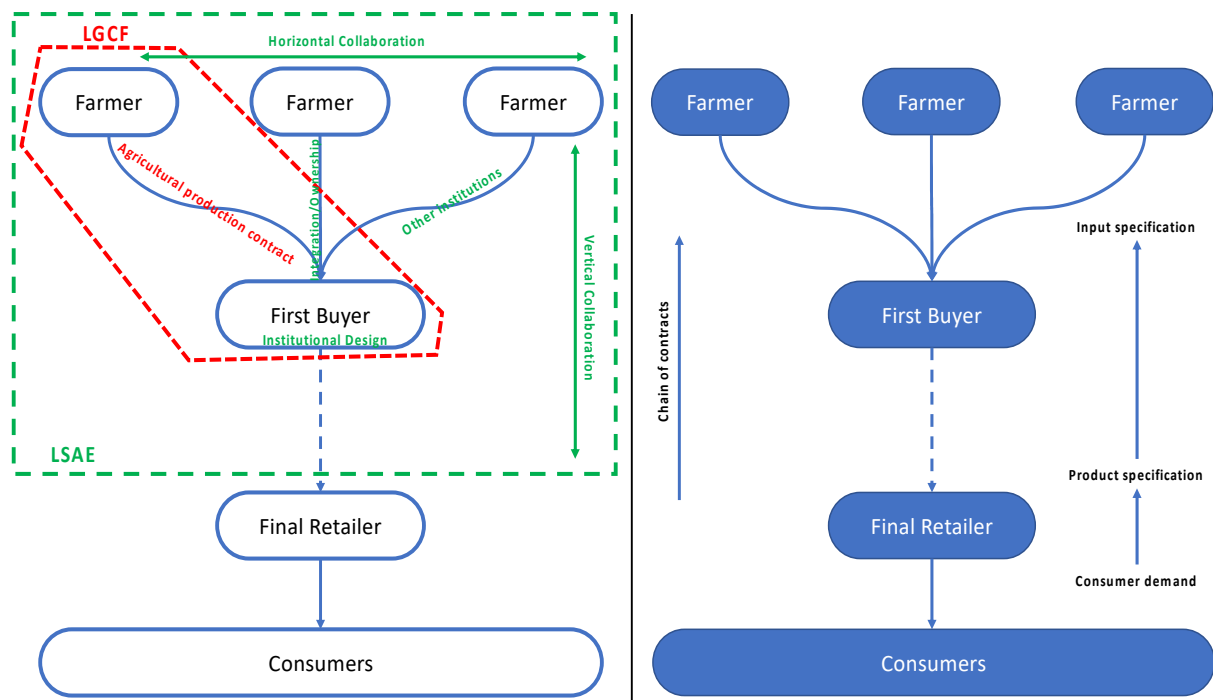 LGCF
Horizontal Collaboration
Farmer
Farmer
Farmer
Agricultural production contract
Integration/Ownership
Other institutions
Vertical Collaboration
First Buyer
Institutional Design
LSAE
Final Retailer
Consumers
Farmer
Farmer
Farmer
Input specification
Chain of contracts
First Buyer
Product specification
Final Retailer
Consumer demand
Consumers